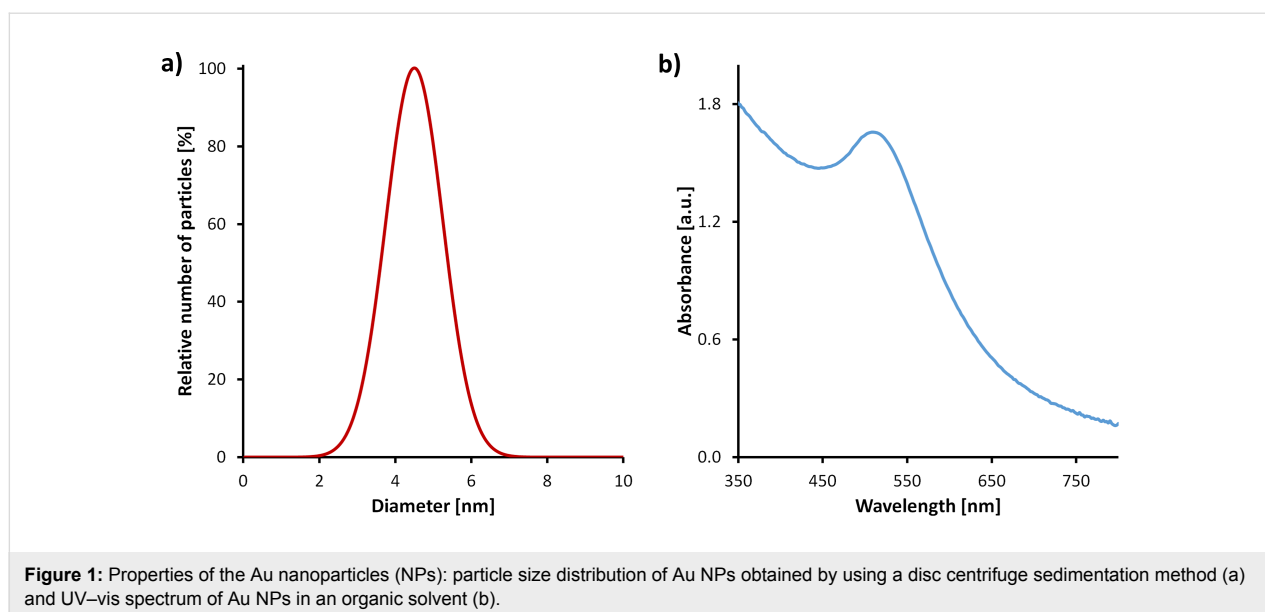 a)
Relative number of particles [%]
100
80
60
40
20
0
0 2 4 6 8 10
Diameter [nm]
b)
Absorbance [a.u.]
1.8
1.2
0.6
0.0
350 450 550 650 750
Wavelength [nm]
Figure 1: Properties of the Au nanoparticles (NPs): particle size distribution of Au NPs obtained by using a disc centrifuge sedimentation method (a)
and UV–vis spectrum of Au NPs in an organic solvent (b).